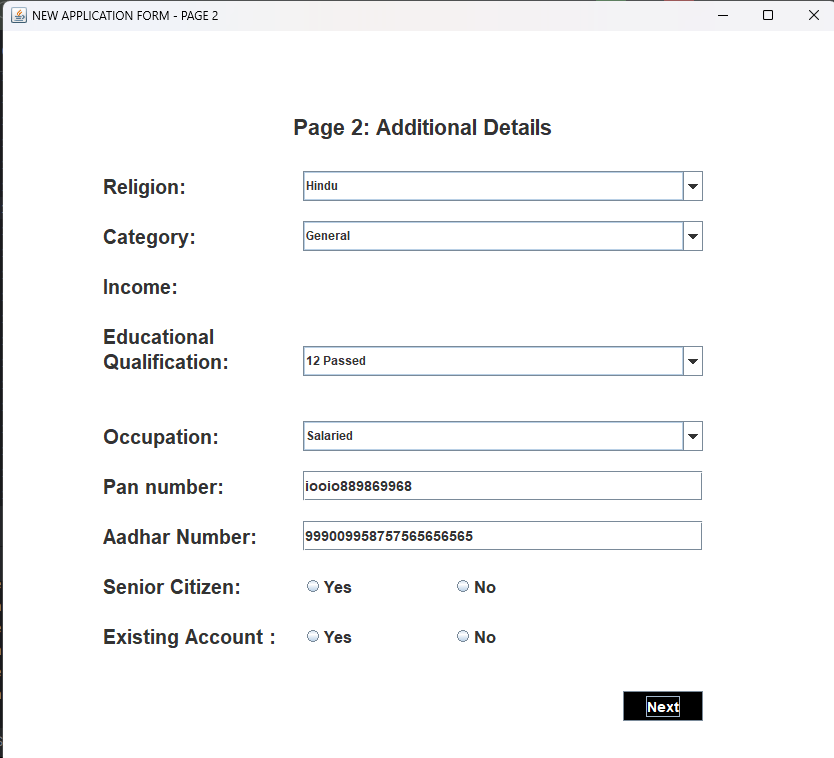 NEW APPLICATION FORM - PAGE 2
Page 2: Additional Details
Religion: Hindu
Category: General
Income:
Educational
Qualification: 12 Passed
Occupation: Salaried
Pan number: iooio889869968
Aadhar Number: 999009958757565656565
Senior Citizen: Yes No
Existing Account : Yes No
Next